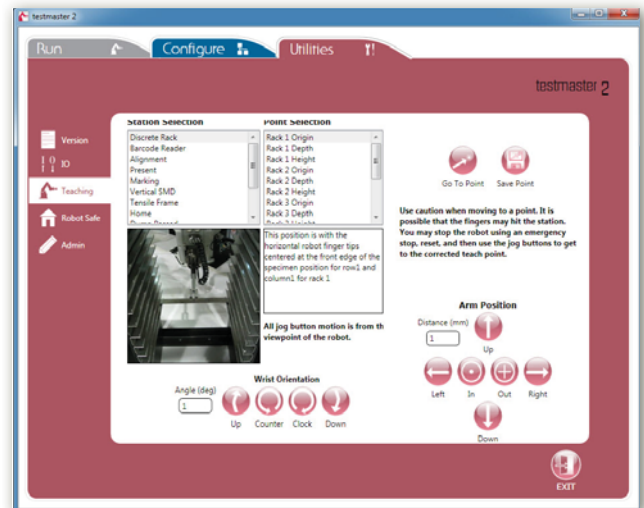 testmaster 2
Run
Configure
Utilities
testmaster 2
Version
IO
Teaching
Robot Safe
Admin
Station Selection
Discrete Rack
Barcode Reader
Alignment
Present
Marking
Vertical SMD
Tensile Frame
Home
Point Selection
Rack 1 Origin
Rack 1 Depth
Rack 1 Height
Rack 2 Origin
Rack 2 Depth
Rack 2 Height
Rack 3 Origin
Rack 3 Depth
Rack 3 Height
This position is with the
horizontal robot finger tips
centered at the front edge of the
specimen position for row1 and
column1 for rack 1
All jog button motion is from th
viewpoint of the robot.
Wrist Orientation
Angle (deg)
1
Up
Counter
Clock
Down
Go To Point
Save Point
Use caution when moving to a point. It is
possible that the fingers may hit the station.
You may stop the robot using an emergency
stop, reset, and then use the jog buttons to get
to the corrected teach point.
Arm Position
Distance (mm)
1
Up
Left
In
Out
Right
Down
EXIT